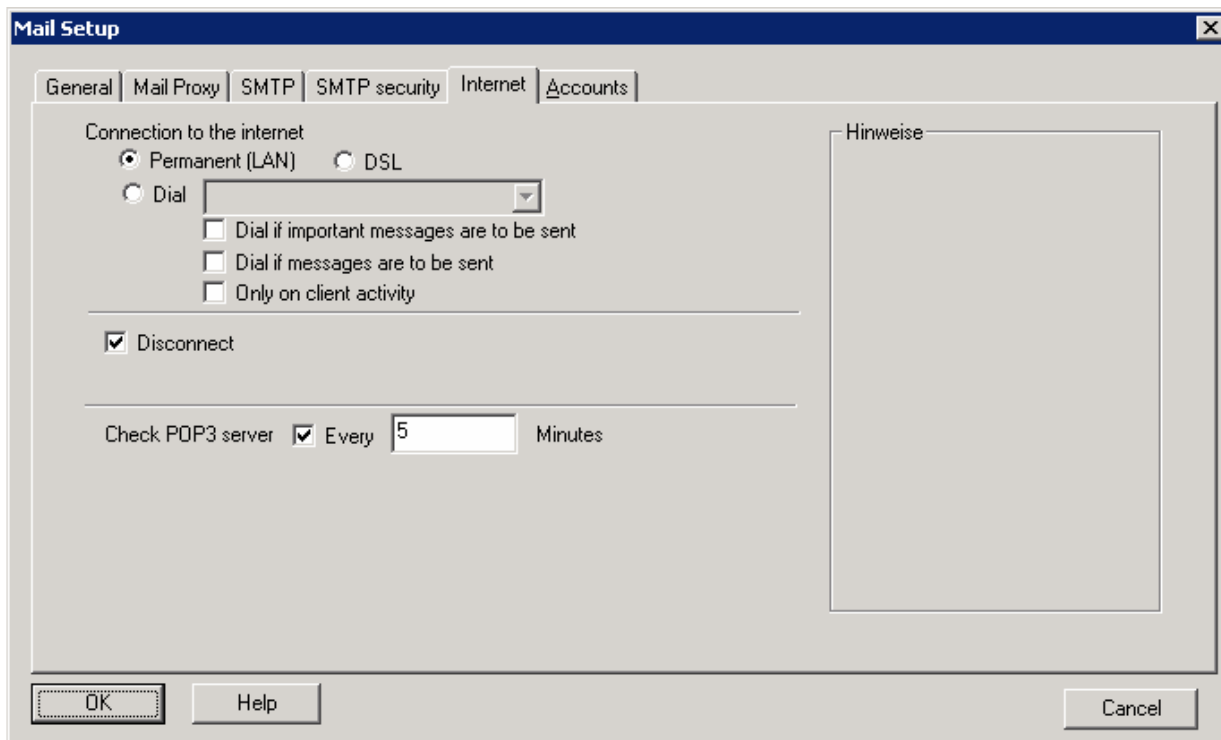 Mail Setup
General Mail Proxy SMTP SMTP security Internet Accounts
Connection to the internet
Permanent (LAN) DSL
Dial
Dial if important messages are to be sent
Dial if messages are to be sent
Only on client activity
Disconnect
Check POP3 server Every 5 Minutes
Hinweise
OK Help Cancel